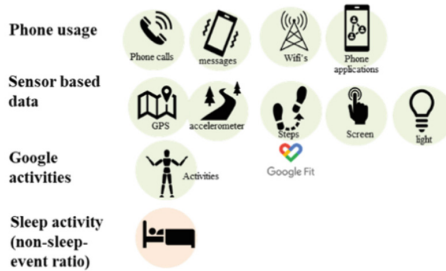 Phone usage
Phone calls
messages
Wifi's
Phone
applications
Sensor based
data
GPS
accelerometer
Steps
Screen
light
Google
activities
Activities
Google Fit
Sleep activity
(non-sleep-
event ratio)